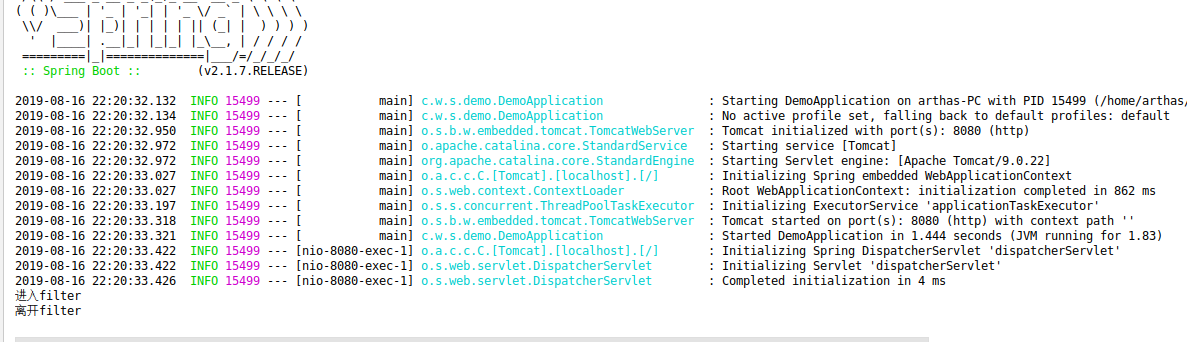 :: Spring Boot ::        (v2.1.7.RELEASE)
2019-08-16 22:20:32.132  INFO 15499 --- [           main] c.w.s.demo.DemoApplication               : Starting DemoApplication on arthas-PC with PID 15499 (/home/arthas,
2019-08-16 22:20:32.134  INFO 15499 --- [           main] c.w.s.demo.DemoApplication               : No active profile set, falling back to default profiles: default
2019-08-16 22:20:32.950  INFO 15499 --- [           main] o.s.b.w.embedded.tomcat.TomcatWebServer  : Tomcat initialized with port(s): 8080 (http)
2019-08-16 22:20:32.972  INFO 15499 --- [           main] o.apache.catalina.core.StandardService   : Starting service [Tomcat]
2019-08-16 22:20:32.972  INFO 15499 --- [           main] org.apache.catalina.core.StandardEngine  : Starting Servlet engine: [Apache Tomcat/9.0.22]
2019-08-16 22:20:33.027  INFO 15499 --- [           main] o.a.c.c.C.[Tomcat].[localhost].[/]       : Initializing Spring embedded WebApplicationContext
2019-08-16 22:20:33.027  INFO 15499 --- [           main] o.s.web.context.ContextLoader            : Root WebApplicationContext: initialization completed in 862 ms
2019-08-16 22:20:33.197  INFO 15499 --- [           main] o.s.s.concurrent.ThreadPoolTaskExecutor  : Initializing ExecutorService 'applicationTaskExecutor'
2019-08-16 22:20:33.318  INFO 15499 --- [           main] o.s.b.w.embedded.tomcat.TomcatWebServer  : Tomcat started on port(s): 8080 (http) with context path ''
2019-08-16 22:20:33.321  INFO 15499 --- [           main] c.w.s.demo.DemoApplication               : Started DemoApplication in 1.444 seconds (JVM running for 1.83)
2019-08-16 22:20:33.422  INFO 15499 --- [nio-8080-exec-1] o.a.c.c.C.[Tomcat].[localhost].[/]       : Initializing Spring DispatcherServlet 'dispatcherServlet'
2019-08-16 22:20:33.422  INFO 15499 --- [nio-8080-exec-1] o.s.web.servlet.DispatcherServlet        : Initializing Servlet 'dispatcherServlet'
2019-08-16 22:20:33.426  INFO 15499 --- [nio-8080-exec-1] o.s.web.servlet.DispatcherServlet        : Completed initialization in 4 ms
进入filter
离开filter